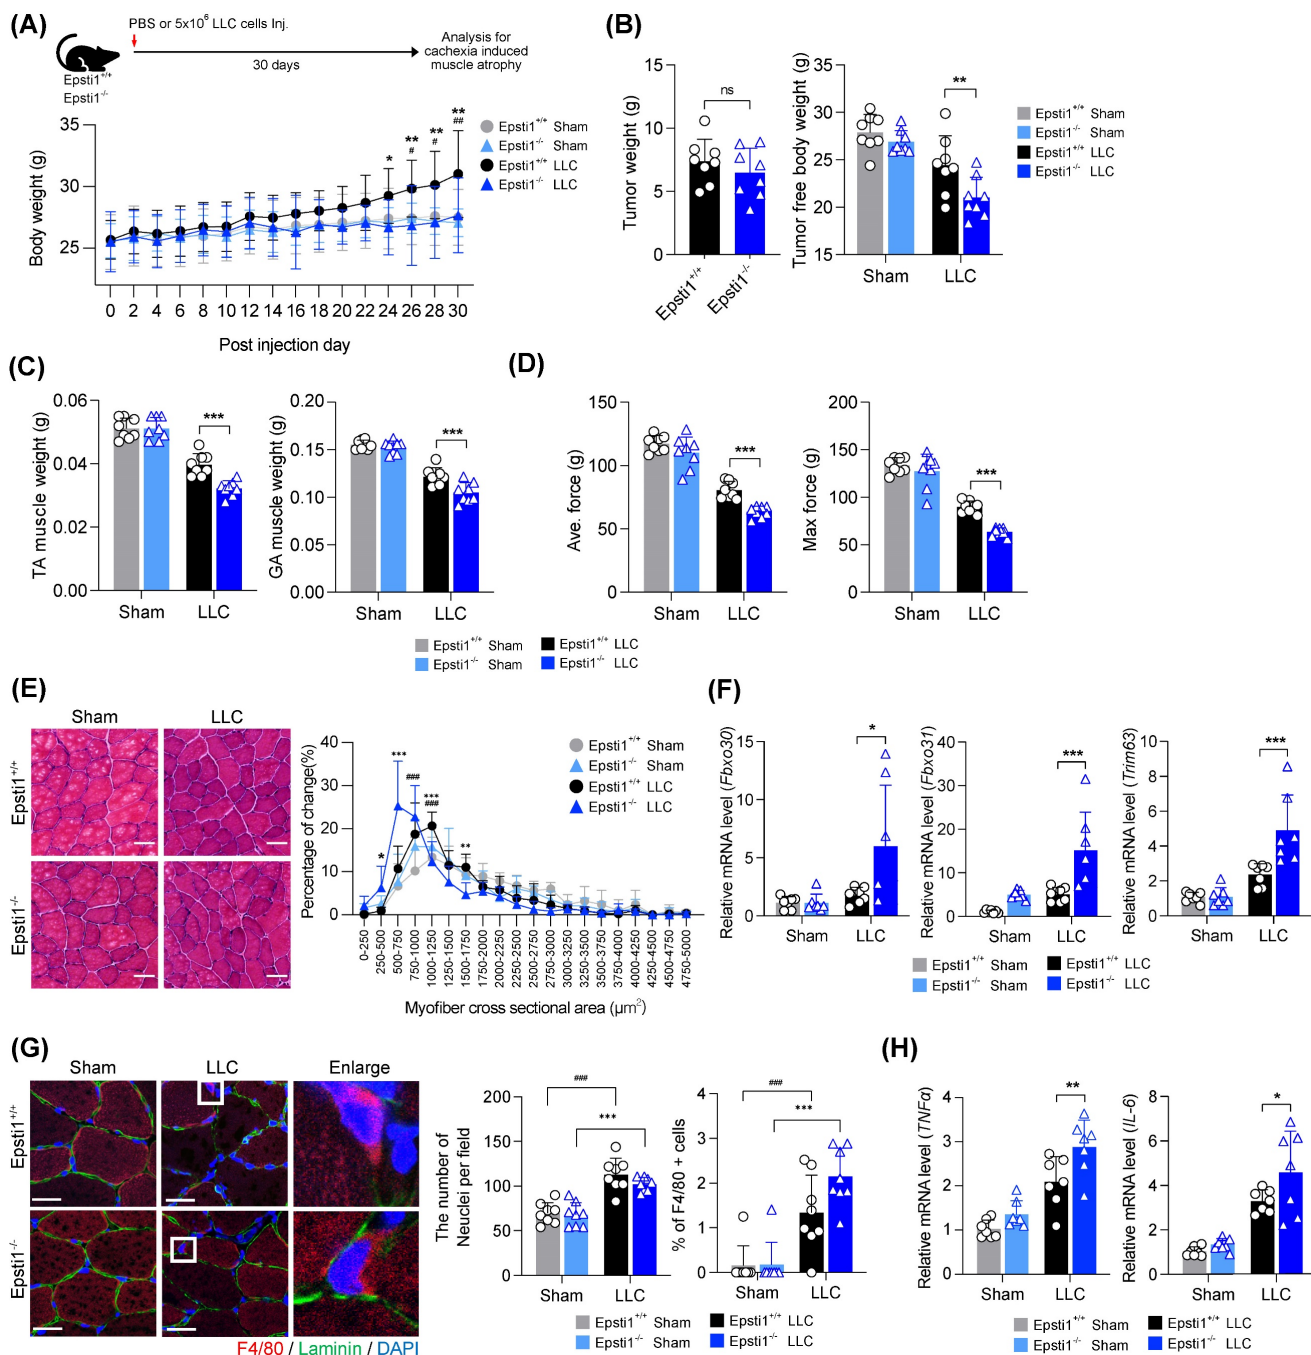 (A)
PBS or 5x10⁶ LLC cells Inj.
30 days
Analysis for
cachexia induced
muscle atrophy
Epsti1⁺/⁺
Epsti1⁻/⁻
Body weight (g)
35
30
25
** ** **
* # # ##
0 2 4 6 8 10 12 14 16 18 20 22 24 26 28 30
Post injection day
Epsti1⁺/⁺ Sham
Epsti1⁻/⁻ Sham
Epsti1⁺/⁺ LLC
Epsti1⁻/⁻ LLC
(B)
Tumor weight (g)
15
10
5
0
ns
Epsti1⁺/⁺ Epsti1⁻/⁻
Tumor free body weight (g)
35
30
25
20
15
**
Sham LLC
Epsti1⁺/⁺ Sham
Epsti1⁻/⁻ Sham
Epsti1⁺/⁺ LLC
Epsti1⁻/⁻ LLC
(C)
TA muscle weight (g)
0.06
0.04
0.02
0.00
***
Sham LLC
GA muscle weight (g)
0.20
0.15
0.10
0.05
0.00
***
Sham LLC
(D)
Ave. force (g)
150
100
50
0
***
Sham LLC
Max force (g)
200
150
100
50
0
***
Sham LLC
Epsti1⁺/⁺ Sham Epsti1⁺/⁺ LLC
Epsti1⁻/⁻ Sham Epsti1⁻/⁻ LLC
(E)
Sham LLC
Epsti1⁺/⁺
Epsti1⁻/⁻
Percentage of change(%)
40
30
20
10
0
* *** ### *** ### **
Epsti1⁺/⁺ Sham
Epsti1⁻/⁻ Sham
Epsti1⁺/⁺ LLC
Epsti1⁻/⁻ LLC
0-250 250-500 500-750 750-1000 1000-1250 1250-1500 1500-1750 1750-2000 2000-2250 2250-2500 2500-2750 2750-3000 3000-3250 3250-3500 3500-3750 3750-4000 4000-4250 4250-4500 4500-4750 4750-5000
Myofiber cross sectional area (μm²)
(F)
Relative mRNA level (Fbxo30)
15
10
5
0
*
Sham LLC
Relative mRNA level (Fbxo31)
40
30
20
10
0
***
Sham LLC
Relative mRNA level (Trim63)
10
8
6
4
2
0
***
Sham LLC
Epsti1⁺/⁺ Sham Epsti1⁺/⁺ LLC
Epsti1⁻/⁻ Sham Epsti1⁻/⁻ LLC
(G)
Sham LLC Enlarge
Epsti1⁺/⁺
Epsti1⁻/⁻
F4/80 / Laminin / DAPI
The number of
Neuclei per field
200
150
100
50
0
###
***
Sham LLC
% of F4/80 + cells
4
3
2
1
0
###
***
Sham LLC
Epsti1⁺/⁺ Sham Epsti1⁺/⁺ LLC
Epsti1⁻/⁻ Sham Epsti1⁻/⁻ LLC
(H)
Relative mRNA level (TNFα)
4
3
2
1
0
**
Sham LLC
Relative mRNA level (IL-6)
8
6
4
2
0
*
Sham LLC
Epsti1⁺/⁺ Sham Epsti1⁺/⁺ LLC
Epsti1⁻/⁻ Sham Epsti1⁻/⁻ LLC